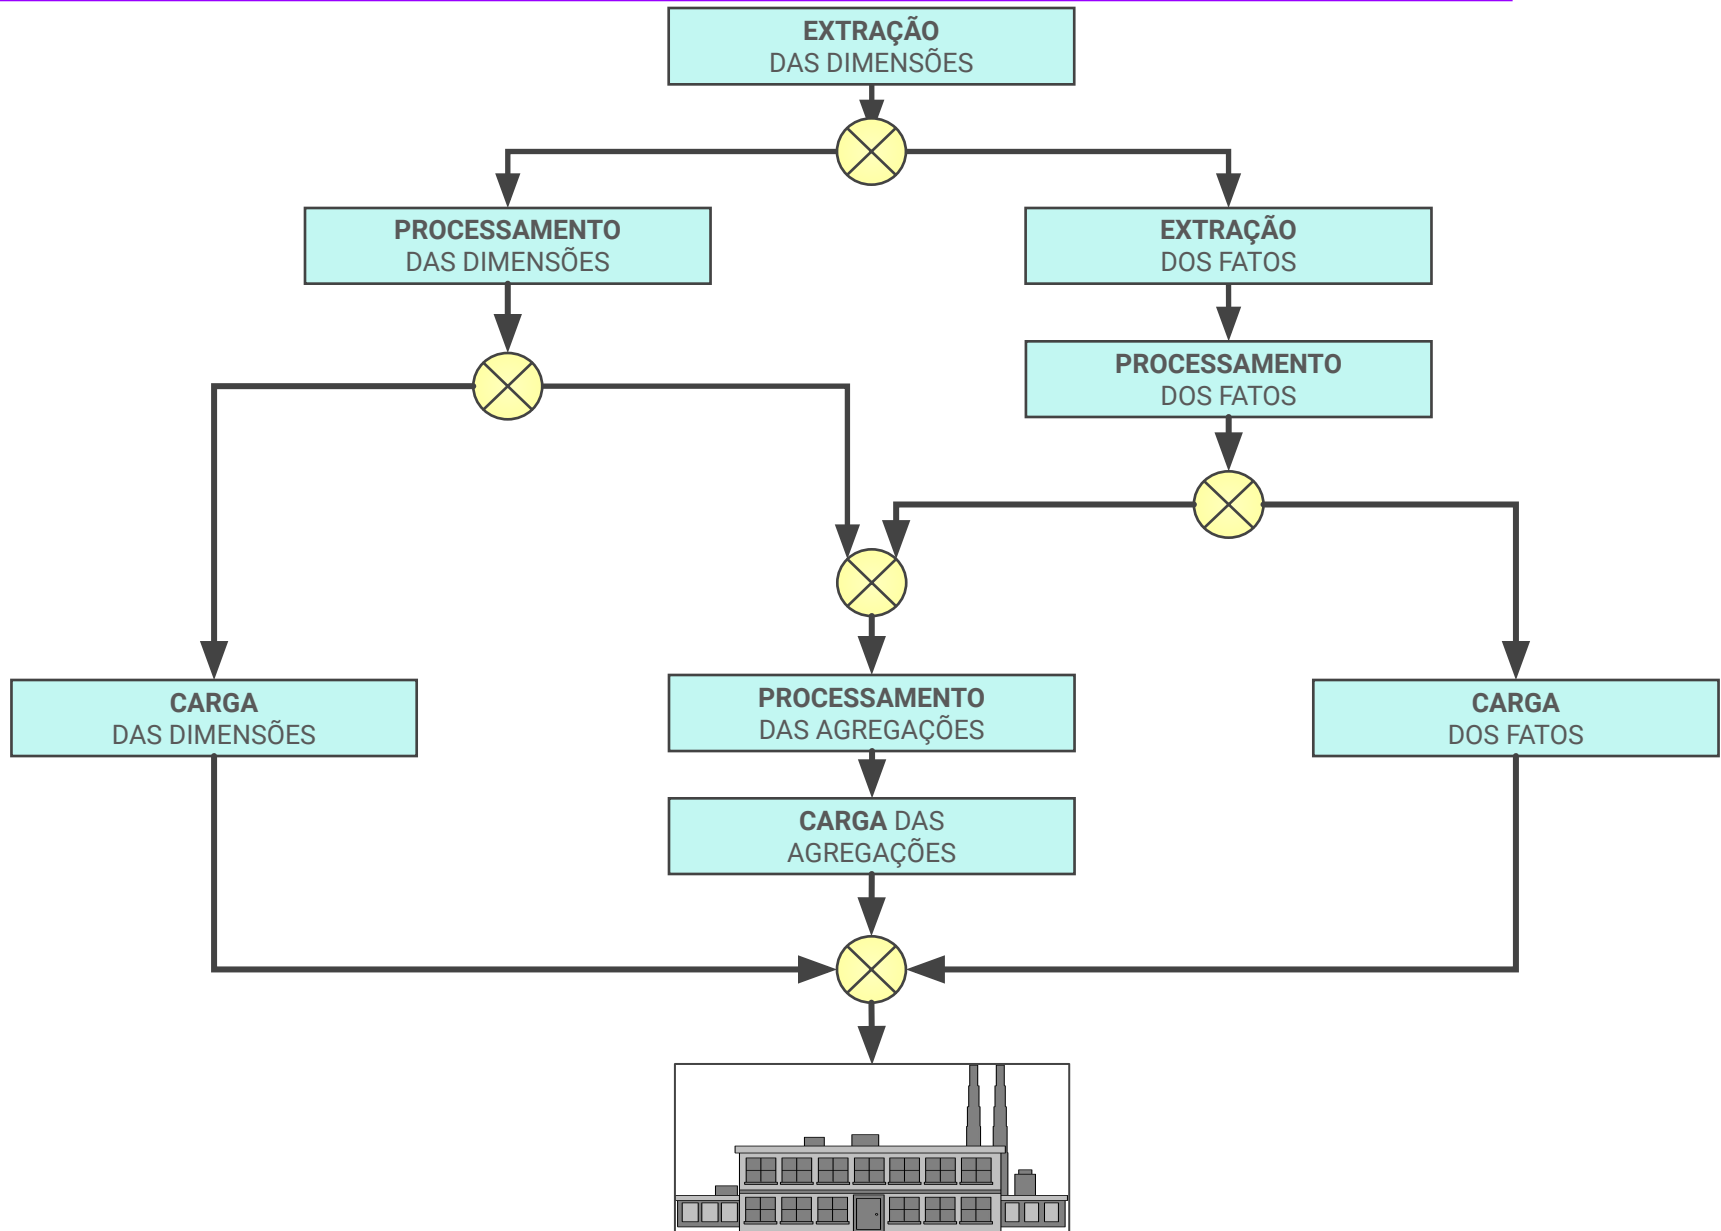 EXTRAÇÃO
DAS DIMENSÕES
PROCESSAMENTO
DAS DIMENSÕES
EXTRAÇÃO
DOS FATOS
PROCESSAMENTO
DOS FATOS
CARGA
DAS DIMENSÕES
PROCESSAMENTO
DAS AGREGAÇÕES
CARGA
DOS FATOS
CARGA DAS
AGREGAÇÕES